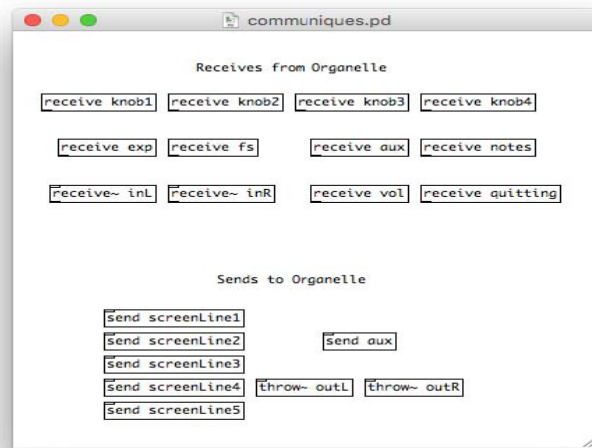 communiques.pd
Receives from Organelle
receive knob1 receive knob2 receive knob3 receive knob4
receive exp receive fs receive aux receive notes
receive~ inL receive~ inR receive vol receive quitting
Sends to Organelle
send screenLine1
send screenLine2 send aux
send screenLine3
send screenLine4 throw~ outL throw~ outR
send screenLine5